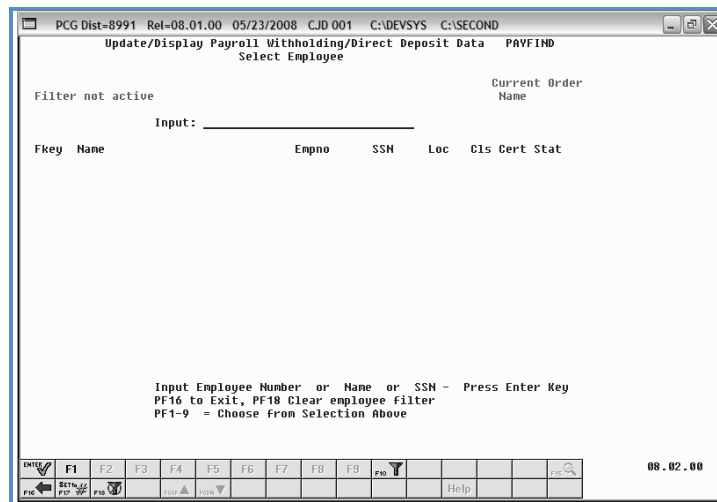 PCG Dist=8991 Rel=08.01.00 05/23/2008 CJD 001 C:\DEVSYS C:\SECOND
Update/Display Payroll Withholding/Direct Deposit Data PAYFIND
Select Employee
Current Order
Filter not active Name
Input:
Fkey Name Empno SSN Loc Cls Cert Stat
Input Employee Number or Name or SSN - Press Enter Key
PF16 to Exit, PF18 Clear employee filter
PF1-9 = Choose from Selection Above
ENTER F1 F2 F3 F4 F5 F6 F7 F8 F9 F10 F15 08.02.00
F16 F17 F18 Help